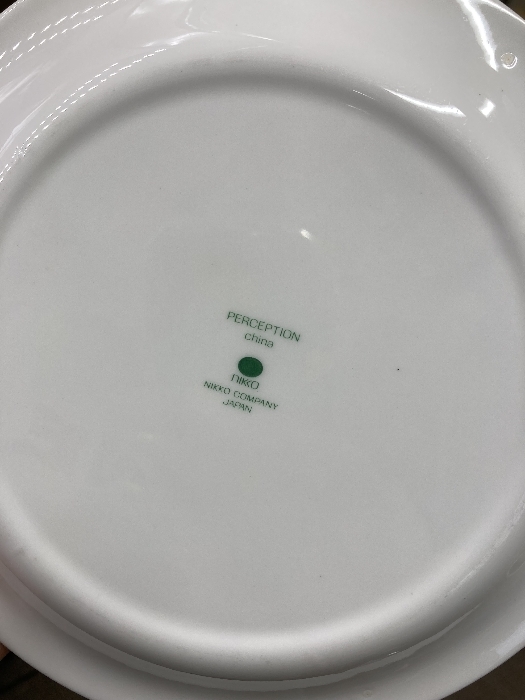 PERCEPTION
china
nikko
NIKKO COMPANY
JAPAN